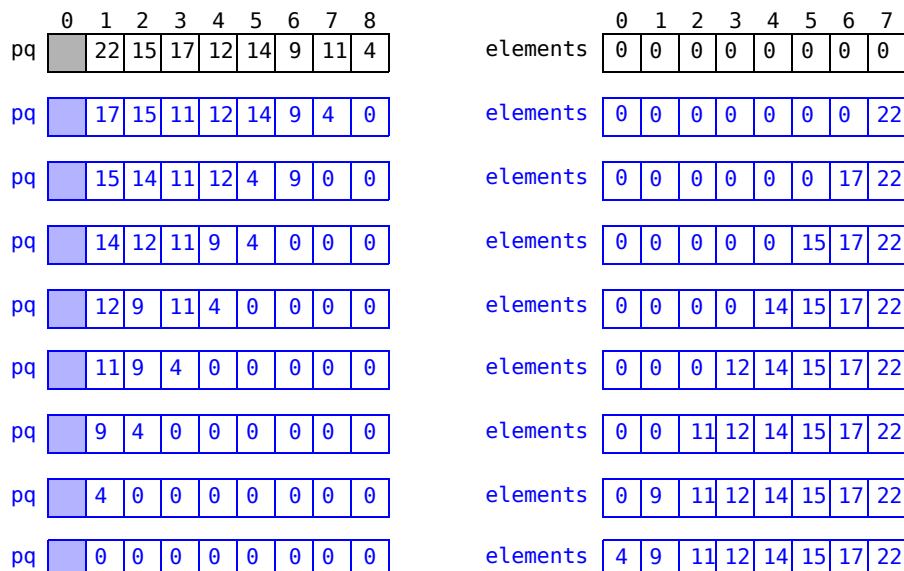 0 1 2 3 4 5 6 7 8 0 1 2 3 4 5 6 7
pq 22 15 17 12 14 9 11 4 elements 0 0 0 0 0 0 0 0
pq 17 15 11 12 14 9 4 0 elements 0 0 0 0 0 0 0 22
pq 15 14 11 12 4 9 0 0 elements 0 0 0 0 0 0 17 22
pq 14 12 11 9 4 0 0 0 elements 0 0 0 0 0 15 17 22
pq 12 9 11 4 0 0 0 0 elements 0 0 0 0 14 15 17 22
pq 11 9 4 0 0 0 0 0 elements 0 0 0 12 14 15 17 22
pq 9 4 0 0 0 0 0 0 elements 0 0 11 12 14 15 17 22
pq 4 0 0 0 0 0 0 0 elements 0 9 11 12 14 15 17 22
pq 0 0 0 0 0 0 0 0 elements 4 9 11 12 14 15 17 22